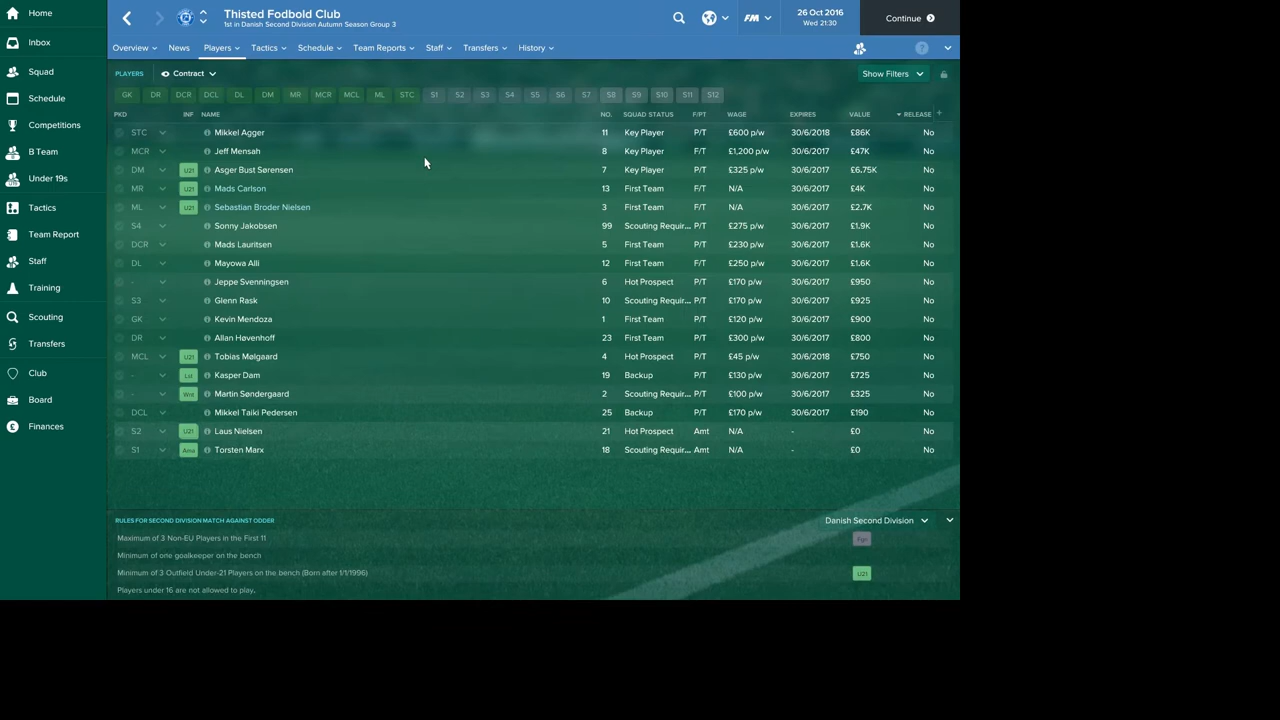 Home
Inbox
Squad
Schedule
Competitions
B Team
Under 19s
Tactics
Team Report
Staff
Training
Scouting
Transfers
Club
Board
Finances
Thisted Fodbold Club
1st in Danish Second Division Autumn Season Group 3
FM
26 Oct 2016
Wed 21:30
Continue
Overview News Players Tactics Schedule Team Reports Staff Transfers History
PLAYERS Contract Show Filters
GK DR DCR DCL DL DM MR MCR MCL ML STC S1 S2 S3 S4 S5 S6 S7 S8 S9 S10 S11 S12
PKD INF NAME NO. SQUAD STATUS F/PT WAGE EXPIRES VALUE RELEASE +
STC Mikkel Agger 11 Key Player P/T £600 p/w 30/6/2018 £86K No
MCR Jeff Mensah 8 Key Player F/T £1,200 p/w 30/6/2017 £47K No
DM U21 Asger Bust Sørensen 7 Key Player P/T £325 p/w 30/6/2017 £6.75K No
MR U21 Mads Carlson 13 First Team F/T N/A 30/6/2017 £4K No
ML U21 Sebastian Broder Nielsen 3 First Team F/T N/A 30/6/2017 £2.7K No
S4 Sonny Jakobsen 99 Scouting Requir... P/T £275 p/w 30/6/2017 £1.9K No
DCR Mads Lauritsen 5 First Team P/T £230 p/w 30/6/2017 £1.6K No
DL Mayowa Alli 12 First Team F/T £250 p/w 30/6/2017 £1.6K No
- Jeppe Svenningsen 6 Hot Prospect P/T £170 p/w 30/6/2017 £950 No
S3 Glenn Rask 10 Scouting Requir... P/T £170 p/w 30/6/2017 £925 No
GK Kevin Mendoza 1 First Team P/T £120 p/w 30/6/2017 £900 No
DR Allan Høvenhoff 23 First Team P/T £300 p/w 30/6/2017 £800 No
MCL U21 Tobias Mølgaard 4 Hot Prospect P/T £45 p/w 30/6/2018 £750 No
- Lst Kasper Dam 19 Backup P/T £130 p/w 30/6/2017 £725 No
- Wnt Martin Søndergaard 2 Scouting Requir... P/T £100 p/w 30/6/2017 £325 No
DCL Mikkel Taiki Pedersen 25 Backup P/T £170 p/w 30/6/2017 £190 No
S2 U21 Laus Nielsen 21 Hot Prospect Amt N/A - £0 No
S1 Ama Torsten Marx 18 Scouting Requir... Amt N/A - £0 No
RULES FOR SECOND DIVISION MATCH AGAINST ODDER Danish Second Division
Maximum of 3 Non-EU Players in the First 11 Fgn
Minimum of one goalkeeper on the bench
Minimum of 3 Outfield Under-21 Players on the bench (Born after 1/1/1996) U21
Players under 16 are not allowed to play.